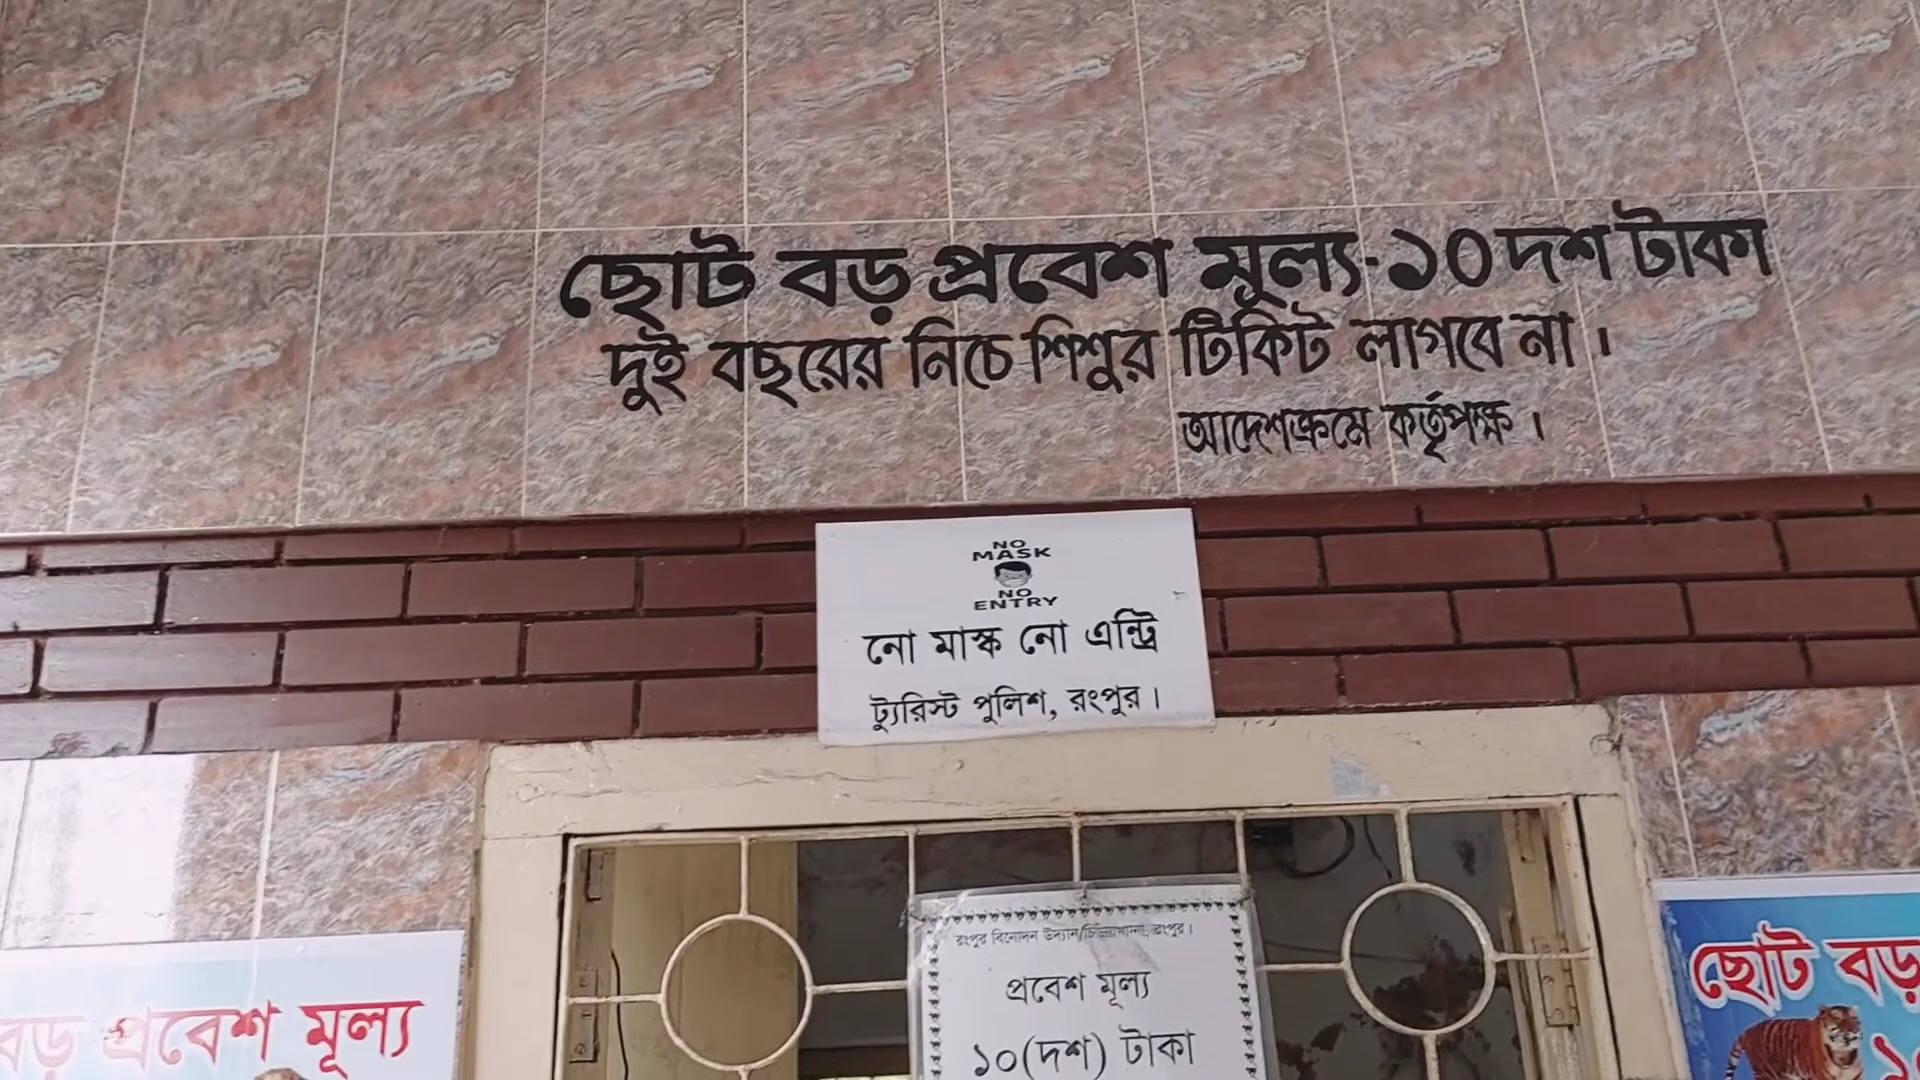 ছোট বড় প্রবেশ মূল্য-১০ দশ টাকা
দুই বছরের নিচে শিশুর টিকিট লাগবে না।
আদেশক্রমে কর্তৃপক্ষ।
NO
MASK
NO
ENTRY
নো মাস্ক নো এন্ট্রি
ট্যুরিস্ট পুলিশ, রংপুর।
রংপুর বিনোদন উদ্যান/চিড়িয়াখানা, রংপুর।
প্রবেশ মূল্য
১০(দশ) টাকা
বড় প্রবেশ মূল্য
ছোট বড়